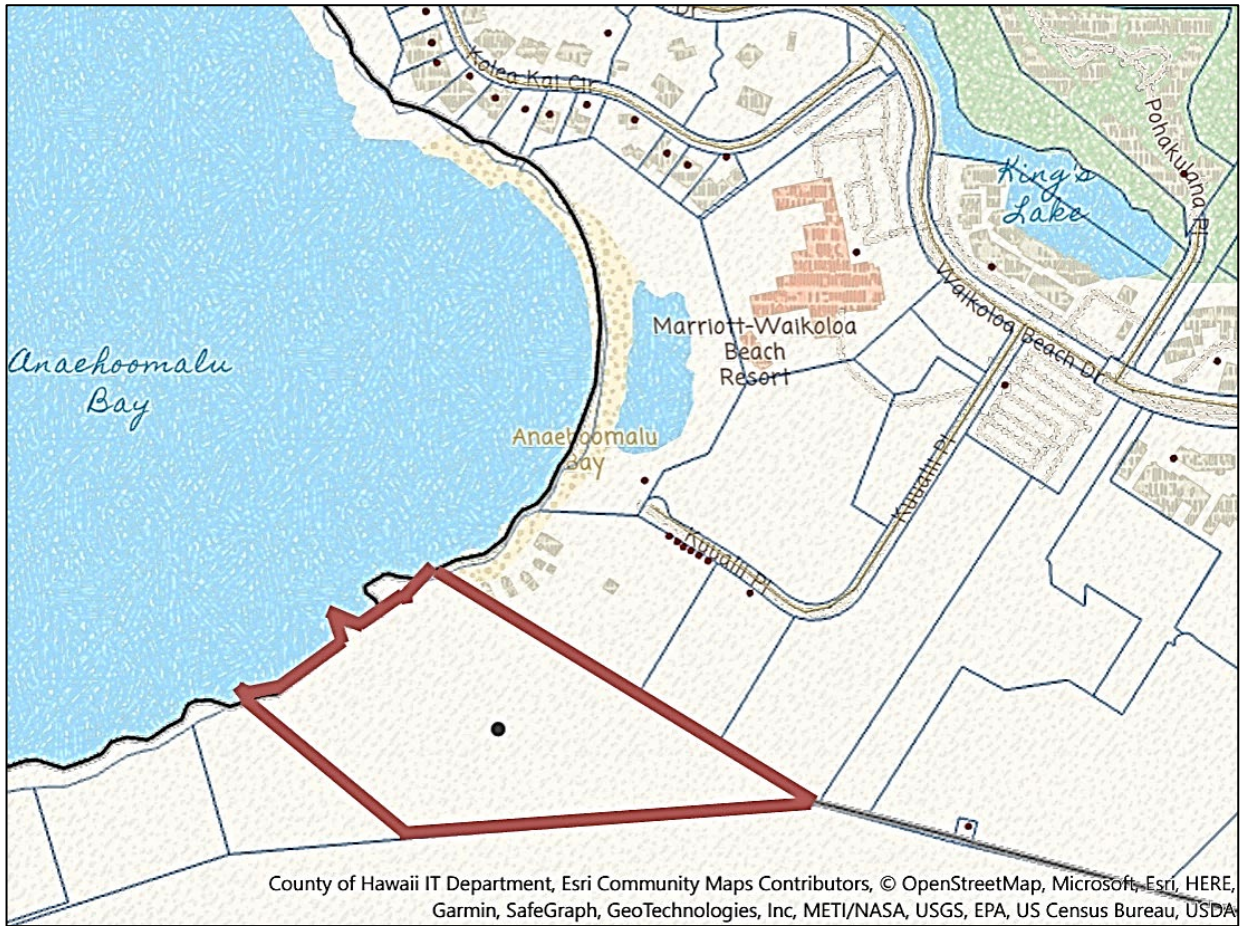 Dr
Kolea Kai Cir
Pohakulana Pl
King's
Lake
Waikoloa Beach Dr
Marriott-Waikoloa
Beach
Resort
Anaehoomalu
Bay
Anaehoomalu
Bay
Kuualii Pl
Kuualii Pl
County of Hawaii IT Department, Esri Community Maps Contributors, © OpenStreetMap, Microsoft, Esri, HERE,
Garmin, SafeGraph, GeoTechnologies, Inc, METI/NASA, USGS, EPA, US Census Bureau, USDA